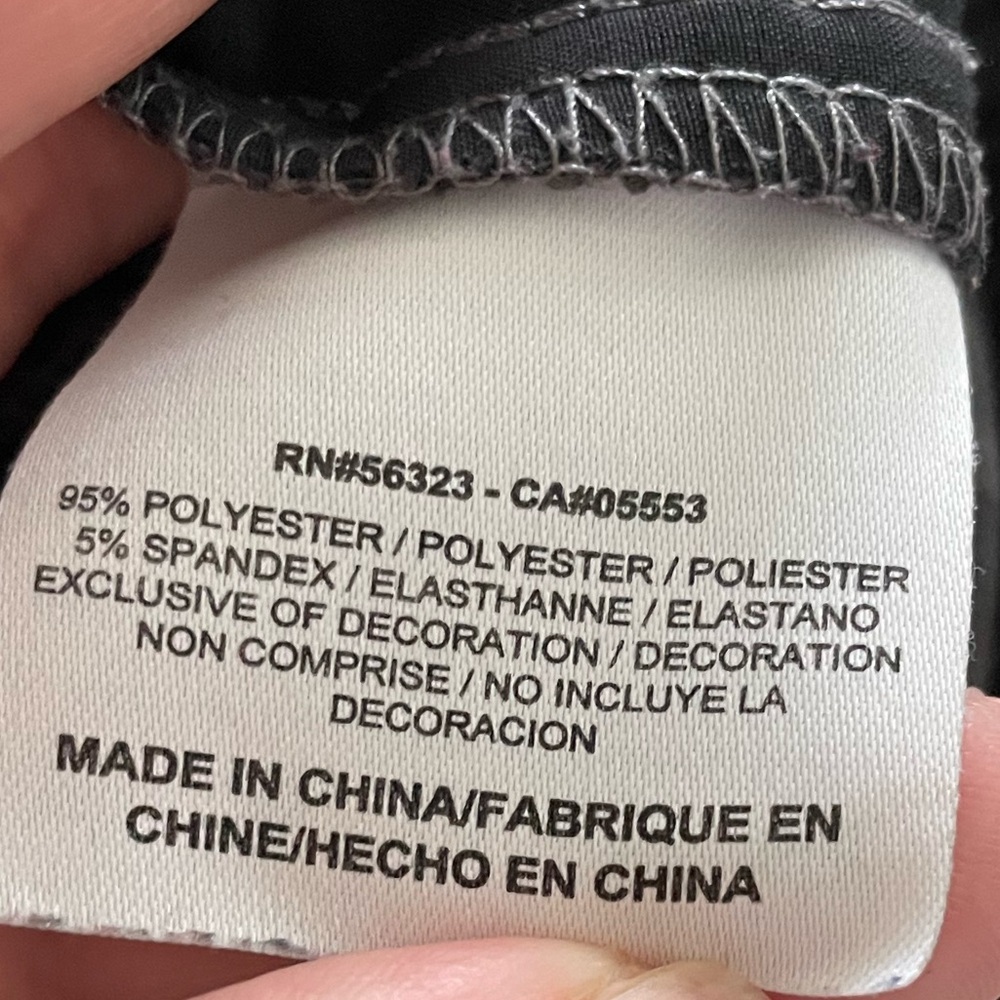 RN#56323 - CA#05553
95% POLYESTER / POLYESTER / POLIESTER
5% SPANDEX / ELASTHANNE / ELASTANO
EXCLUSIVE OF DECORATION / DECORATION
NON COMPRISE / NO INCLUYE LA
DECORACION
MADE IN CHINA/FABRIQUE EN
CHINE/HECHO EN CHINA